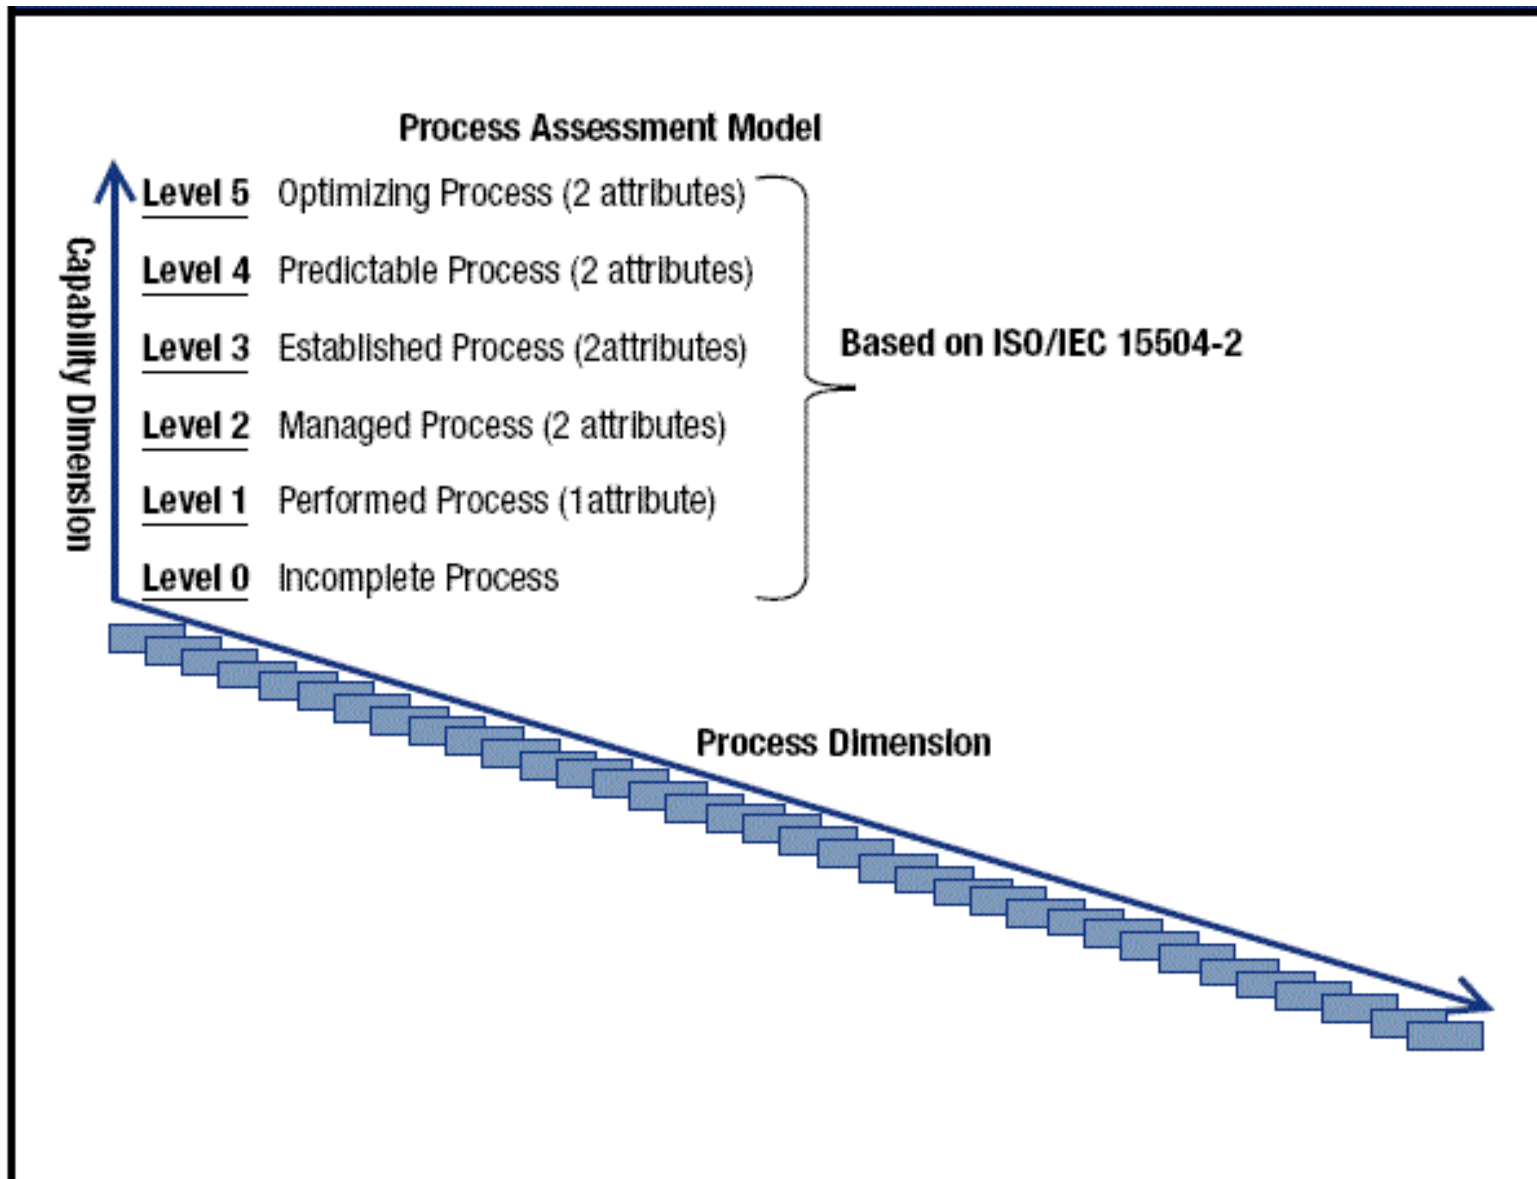 Process Assessment Model
Level 5 Optimizing Process (2 attributes)
Level 4 Predictable Process (2 attributes)
Level 3 Established Process (2attributes)
Level 2 Managed Process (2 attributes)
Level 1 Performed Process (1attribute)
Level 0 Incomplete Process
Capability Dimension
Based on ISO/IEC 15504-2
Process Dimension